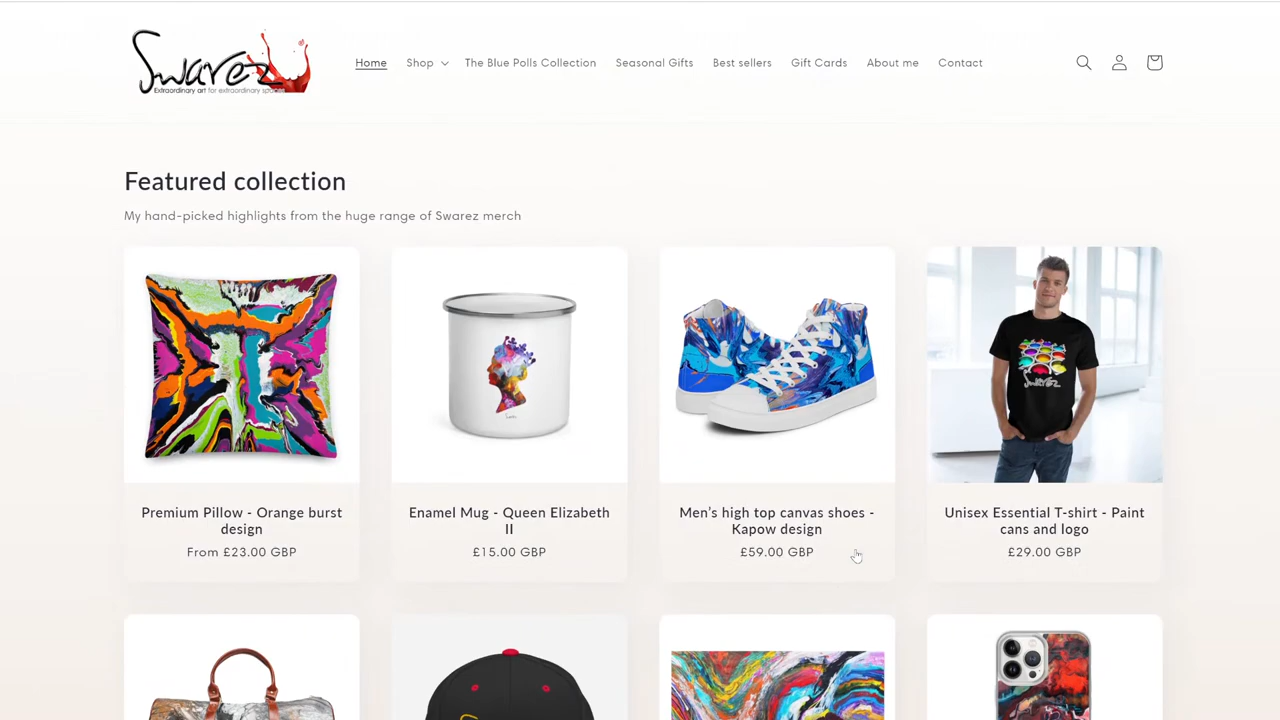 Swarez
Extraordinary art for extraordinary spaces
Home Shop The Blue Polls Collection Seasonal Gifts Best sellers Gift Cards About me Contact
Featured collection
My hand-picked highlights from the huge range of Swarez merch
Swarez
Swarez
Premium Pillow - Orange burst
design
From £23.00 GBP
Enamel Mug - Queen Elizabeth
II
£15.00 GBP
Men’s high top canvas shoes -
Kapow design
£59.00 GBP
Unisex Essential T-shirt - Paint
cans and logo
£29.00 GBP